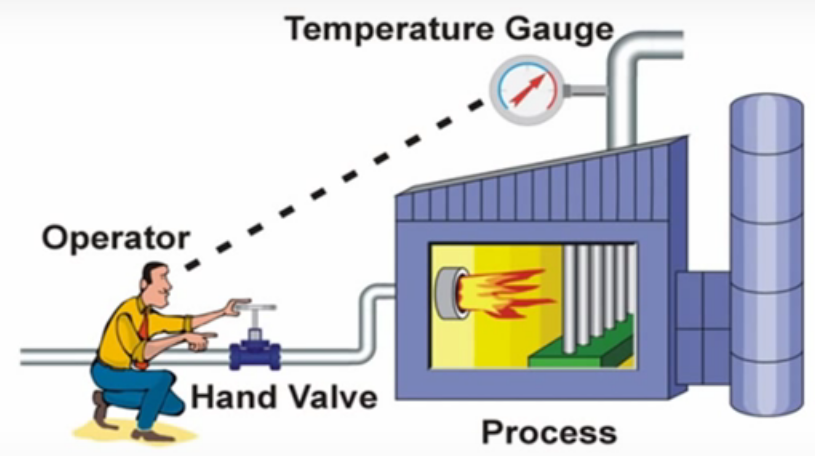 Temperature Gauge
Operator
Hand Valve
Process